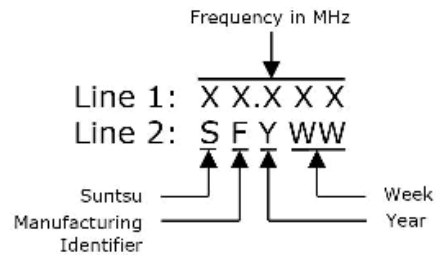 Frequency in MHz
Line 1: X X.X X X
Line 2: S F Y WW
Suntsu
Week
Manufacturing
Identifier
Year